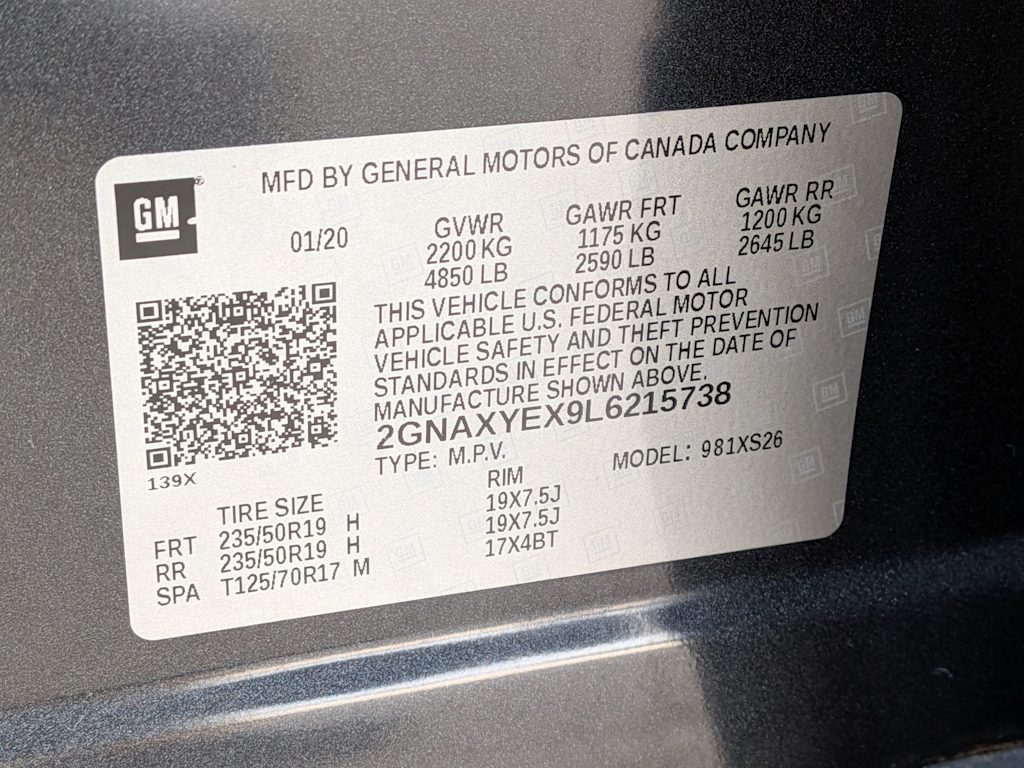 MFD BY GENERAL MOTORS OF CANADA COMPANY
GM
01/20
GVWR
2200 KG
4850 LB
GAWR FRT
1175 KG
2590 LB
GAWR RR
1200 KG
2645 LB
THIS VEHICLE CONFORMS TO ALL
APPLICABLE U.S. FEDERAL MOTOR
VEHICLE SAFETY AND THEFT PREVENTION
STANDARDS IN EFFECT ON THE DATE OF
MANUFACTURE SHOWN ABOVE.
2GNAXYEX9L6215738
TYPE: M.P.V.
MODEL: 981XS26
139X
TIRE SIZE RIM
FRT 235/50R19 H 19X7.5J
RR 235/50R19 H 19X7.5J
SPA T125/70R17 M 17X4BT